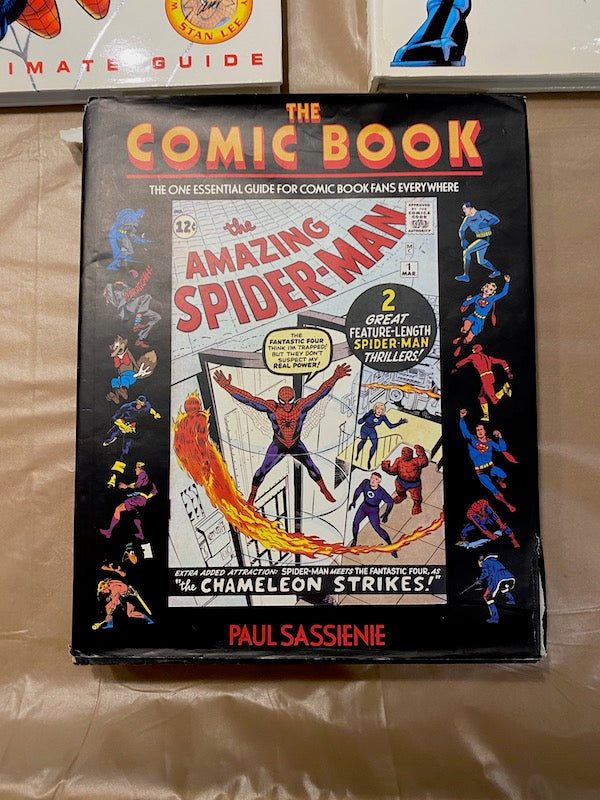 IMATE GUIDE
STAN LEE
THE
COMIC BOOK
THE ONE ESSENTIAL GUIDE FOR COMIC BOOK FANS EVERYWHERE
12¢
the
AMAZING
SPIDER-MAN
APPROVED
BY THE
COMICS
CODE
AUTHORITY
M
C
1
MAR
2
GREAT
FEATURE-LENGTH
SPIDER-MAN
THRILLERS!
THE
FANTASTIC FOUR
THINK I'M TRAPPED!
BUT THEY DON'T
SUSPECT MY
REAL POWER!
EXTRA ADDED ATTRACTION: SPIDER-MAN MEETS THE FANTASTIC FOUR, AS
"the CHAMELEON STRIKES!"
PAUL SASSIENIE